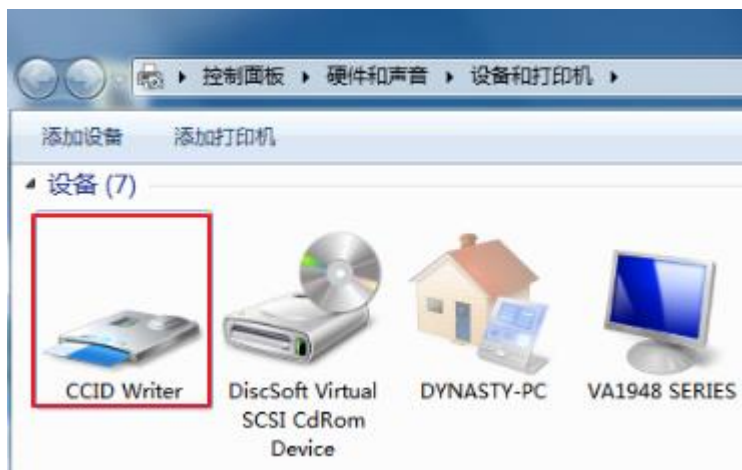 控制面板 ▸ 硬件和声音 ▸ 设备和打印机 ▸
添加设备 添加打印机
设备 (7)
CCID Writer
DiscSoft Virtual
SCSI CdRom
Device
DYNASTY-PC
VA1948 SERIES